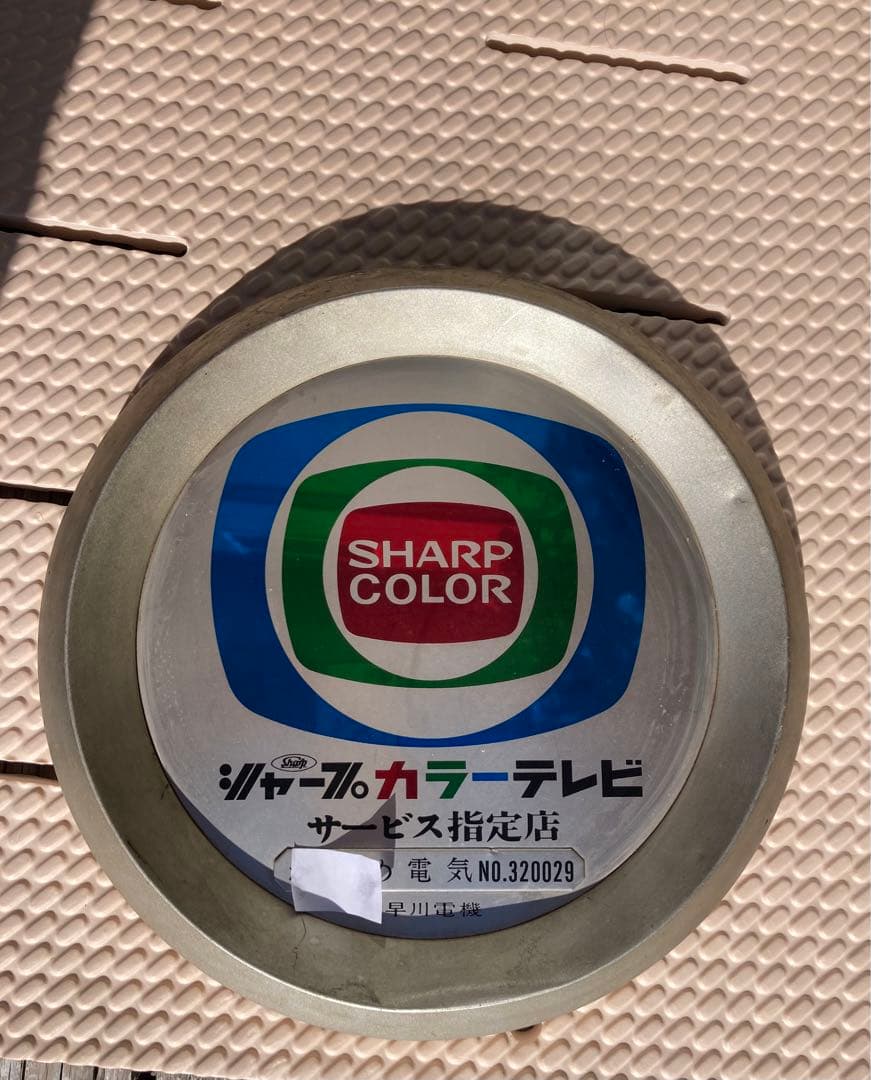 SHARP
COLOR
Sharp
シャープカラーテレビ
サービス指定店
電気 NO.320029
早川電機